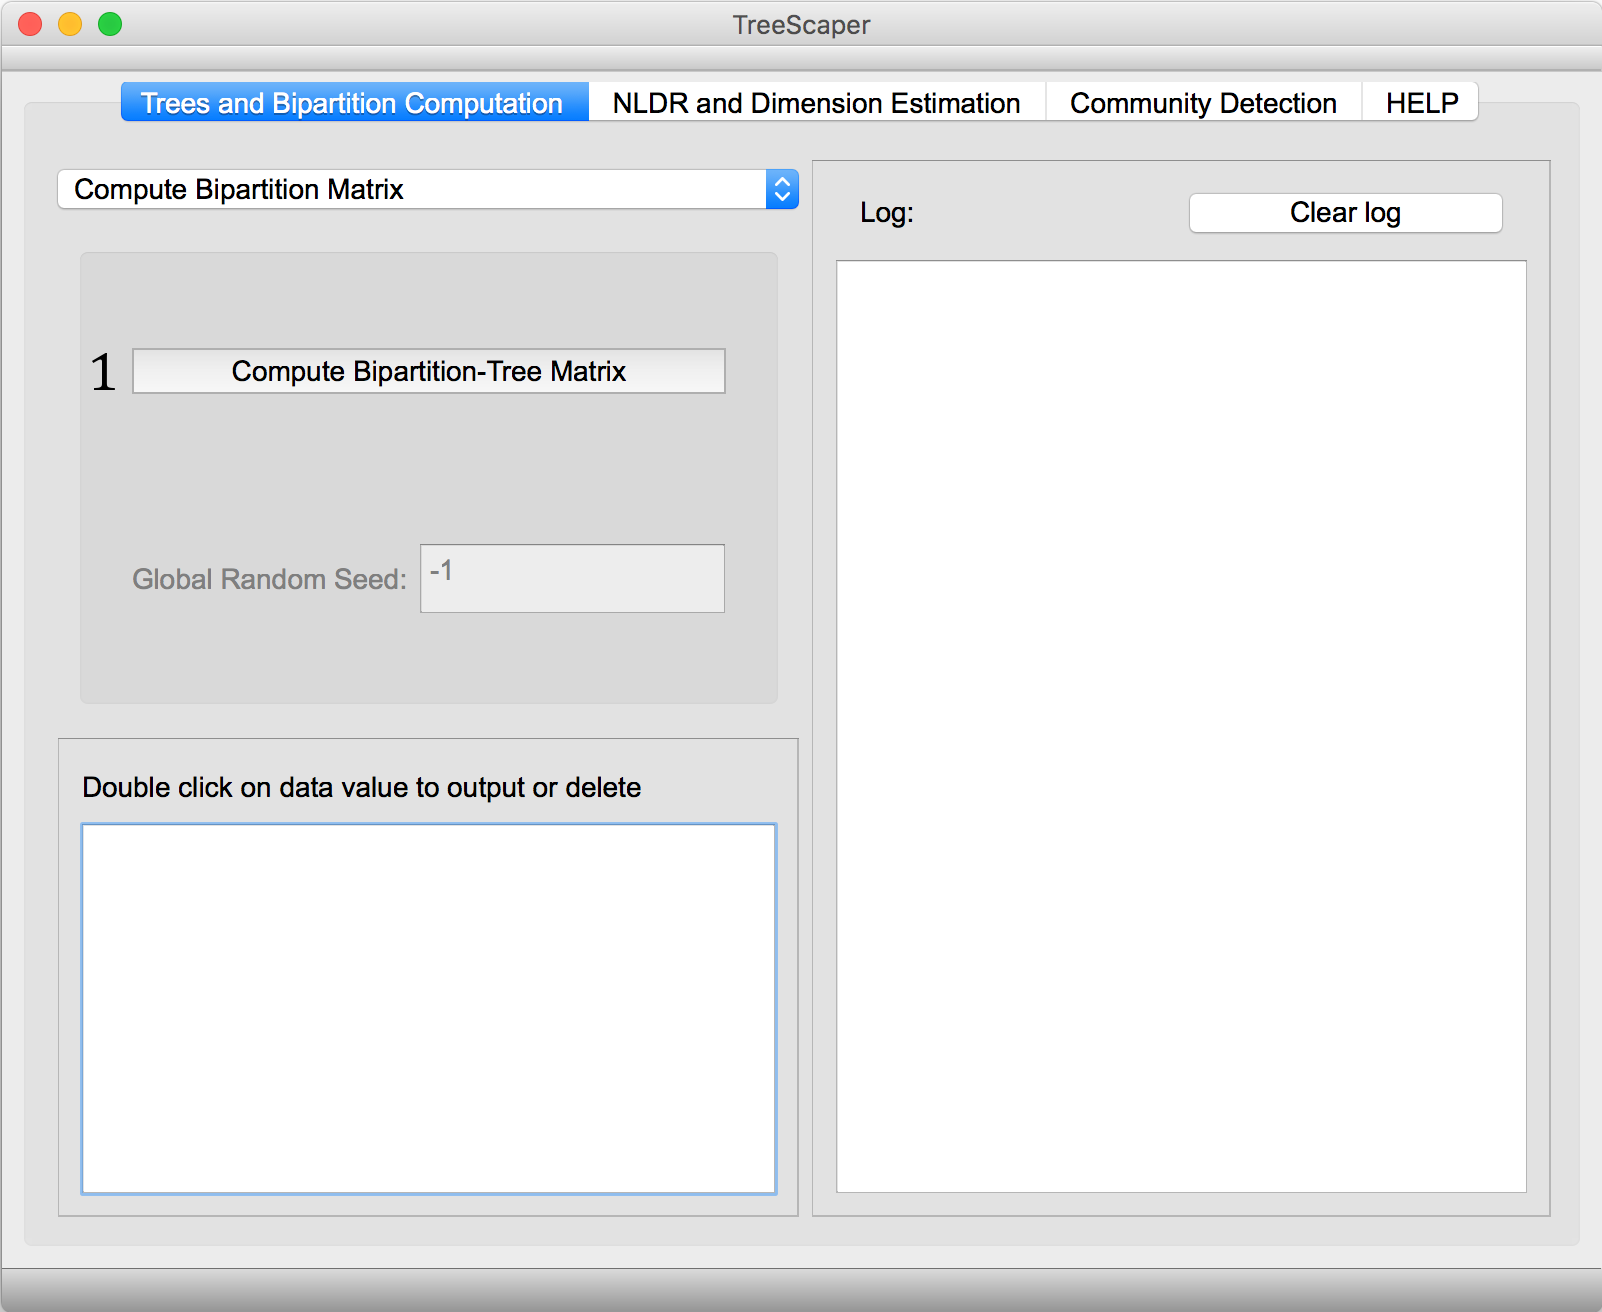 TreeScaper
Trees and Bipartition Computation NLDR and Dimension Estimation Community Detection HELP
Compute Bipartition Matrix
1 Compute Bipartition-Tree Matrix
Global Random Seed: -1
Double click on data value to output or delete
Log: Clear log